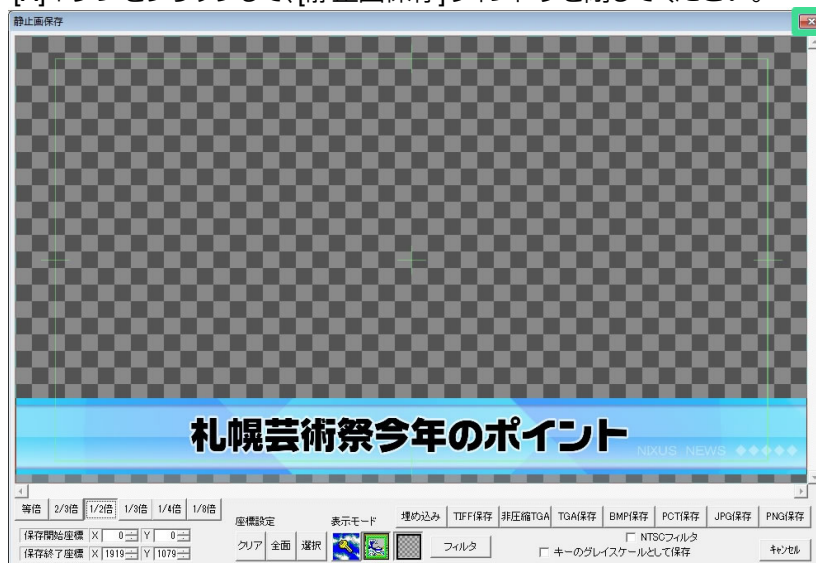 静止画保存
札幌芸術祭今年のポイント
NIXUS NEWS ◆◆◆◆◆
等倍 2/3倍 1/2倍 1/3倍 1/4倍 1/8倍
座標設定 表示モード 埋め込み TIFF保存 非圧縮TGA TGA保存 BMP保存 PCT保存 JPG保存 PNG保存
保存開始座標 X 0 Y 0
クリア 全面 選択 フィルタ
NTSCフィルタ
保存終了座標 X 1919 Y 1079
キーのグレイスケールとして保存 キャンセル